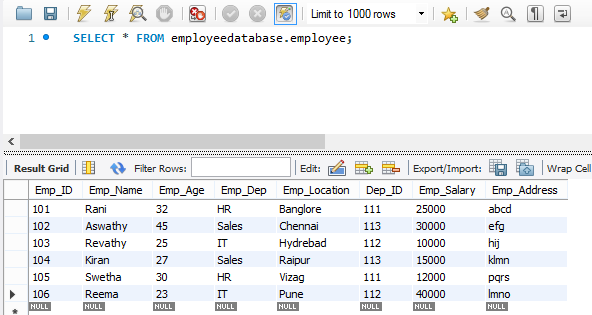 Limit to 1000 rows
1 SELECT * FROM employeedatabase.employee;
Result Grid Filter Rows: Edit: Export/Import: Wrap Cell
Emp_ID Emp_Name Emp_Age Emp_Dep Emp_Location Dep_ID Emp_Salary Emp_Address
101 Rani 32 HR Banglore 111 25000 abcd
102 Aswathy 45 Sales Chennai 113 30000 efg
103 Revathy 25 IT Hydrebad 112 10000 hij
104 Kiran 27 Sales Raipur 113 15000 klmn
105 Swetha 30 HR Vizag 111 12000 pqrs
106 Reema 23 IT Pune 112 40000 lmno
NULL NULL NULL NULL NULL NULL NULL NULL